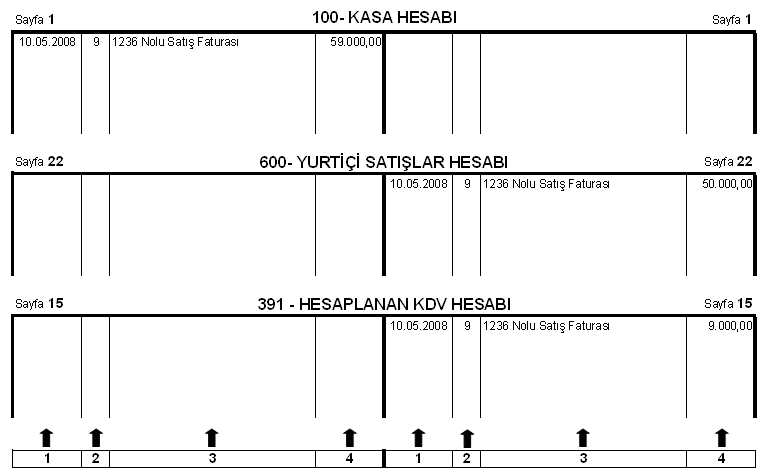 Sayfa 1 100- KASA HESABI Sayfa 1
10.05.2008 9 1236 Nolu Satış Faturası 59.000,00
Sayfa 22 600- YURTİÇİ SATIŞLAR HESABI Sayfa 22
10.05.2008 9 1236 Nolu Satış Faturası 50.000,00
Sayfa 15 391 - HESAPLANAN KDV HESABI Sayfa 15
10.05.2008 9 1236 Nolu Satış Faturası 9.000,00
1 2 3 4 1 2 3 4